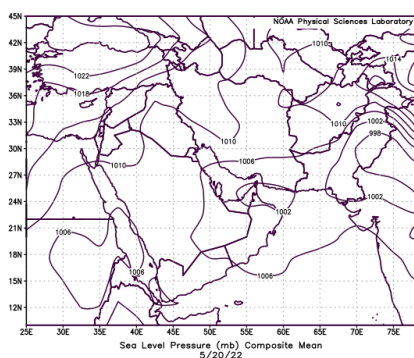 NOAA Physical Sciences Laboratory
45N
42N
39N
36N
33N
30N
27N
24N
21N
18N
15N
12N
1010
1014
1022
1018
1002
1010
998
1010
1006
1010
1002
1002
1006
1006
1006
25E 30E 35E 40E 45E 50E 55E 60E 65E 70E 75E
Sea Level Pressure (mb) Composite Mean
5/20/22